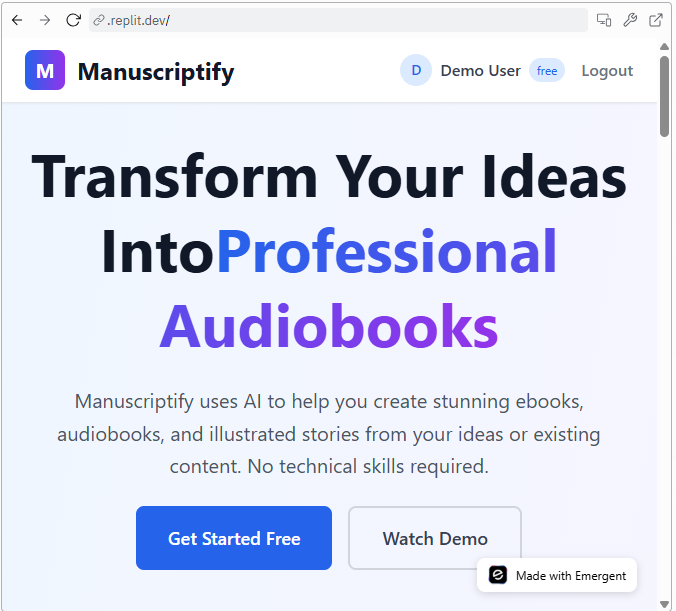 .replit.dev/
M Manuscriptify D Demo User free Logout
Transform Your Ideas
IntoProfessional
Audiobooks
Manuscriptify uses AI to help you create stunning ebooks,
audiobooks, and illustrated stories from your ideas or existing
content. No technical skills required.
Get Started Free Watch Demo
Made with Emergent